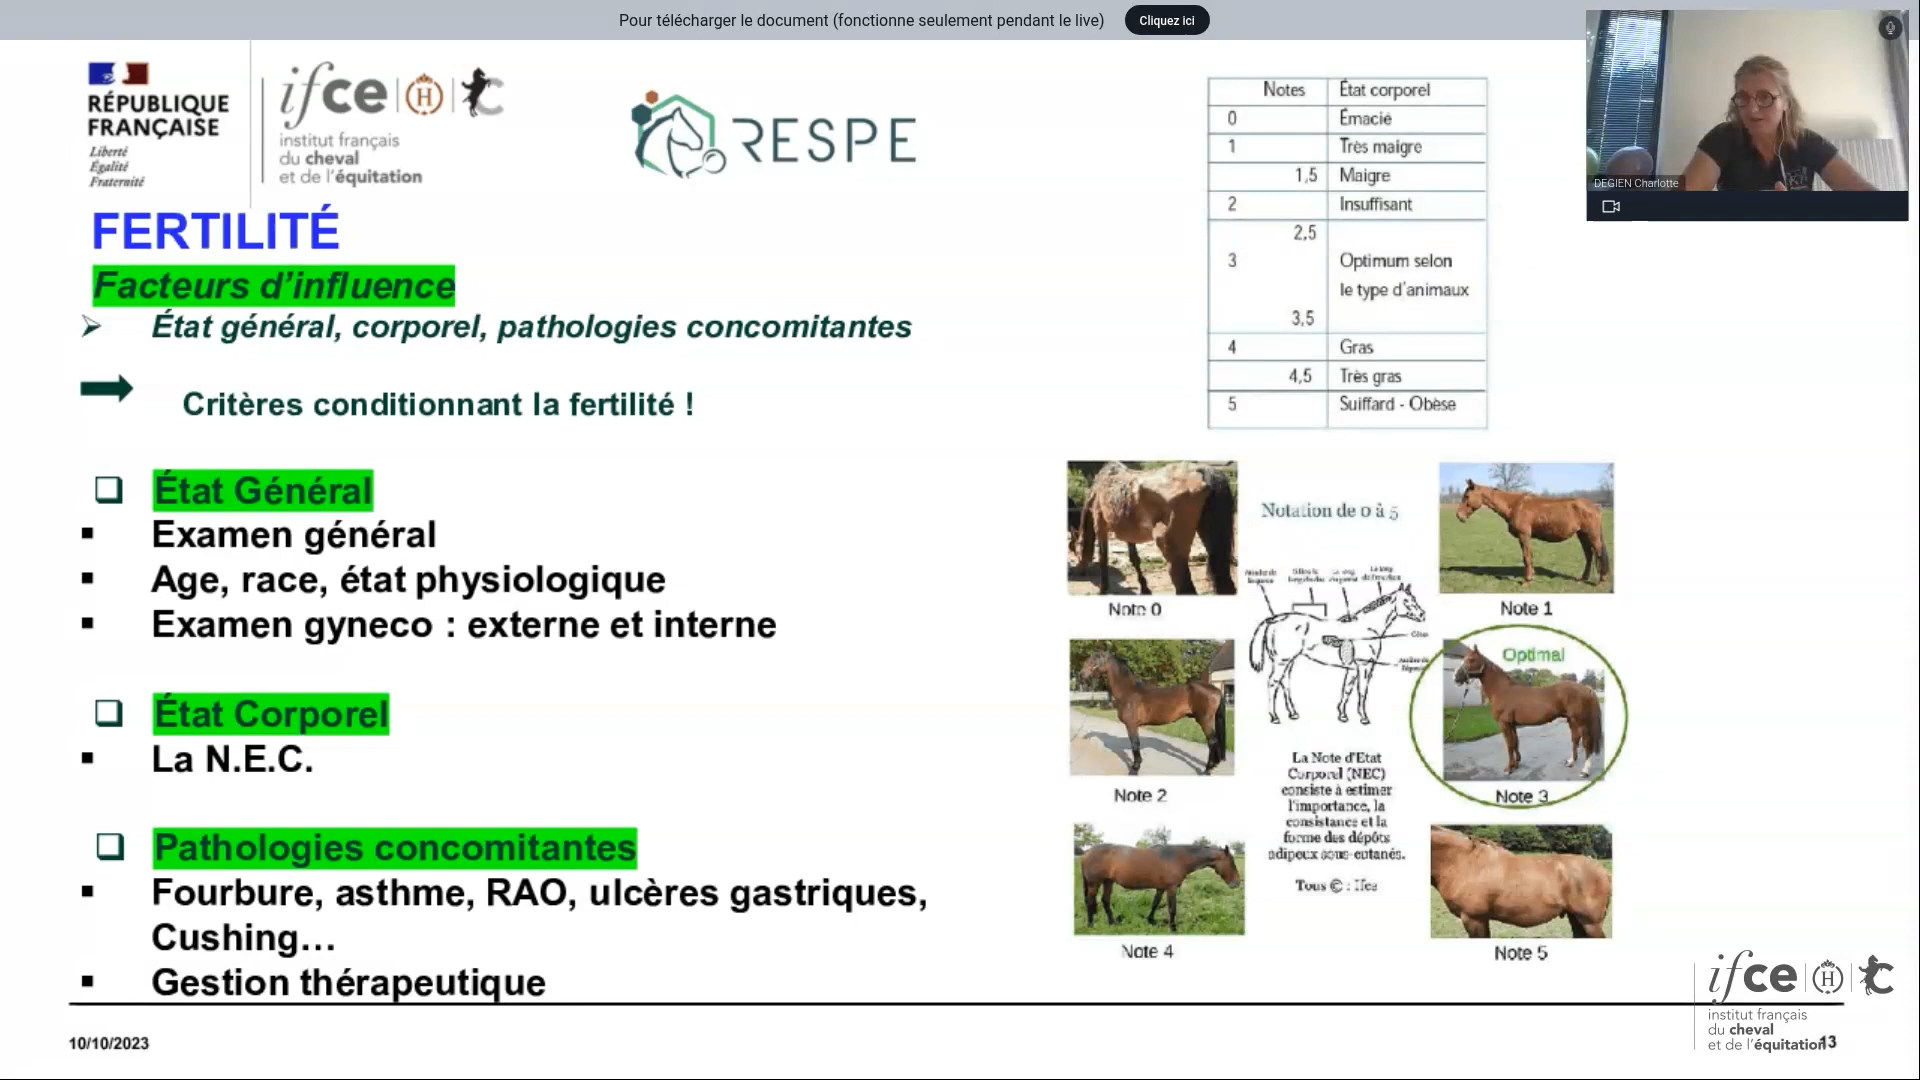 Pour télécharger le document (fonctionne seulement pendant le live)
Cliquez ici
RÉPUBLIQUE
FRANÇAISE
Liberté
Égalité
Fraternité
ifce
institut français
du cheval
et de l'équitation
RESPE
FERTILITÉ
Facteurs d'influence
État général, corporel, pathologies concomitantes
Critères conditionnant la fertilité !
État Général
Examen général
Age, race, état physiologique
Examen gyneco : externe et interne
État Corporel
La N.E.C.
Pathologies concomitantes
Fourbure, asthme, RAO, ulcères gastriques,
Cushing…
Gestion thérapeutique
10/10/2023
Notes État corporel
0 Émacié
1 Très maigre
1,5 Maigre
2 Insuffisant
2,5
3 Optimum selon
le type d'animaux
3,5
4 Gras
4,5 Très gras
5 Suiffard - Obèse
DEGIEN Charlotte
Notation de 0 à 5
Note 0
Note 1
Note 2
Optimal
Note 3
La Note d'Etat
Corporel (NEC)
consiste à estimer
l'importance, la
consistance et la
forme des dépôts
adipeux sous-cutanés.
Tous © : Ifce
Note 4
Note 5
ifce
institut français
du cheval
et de l'équitation
13